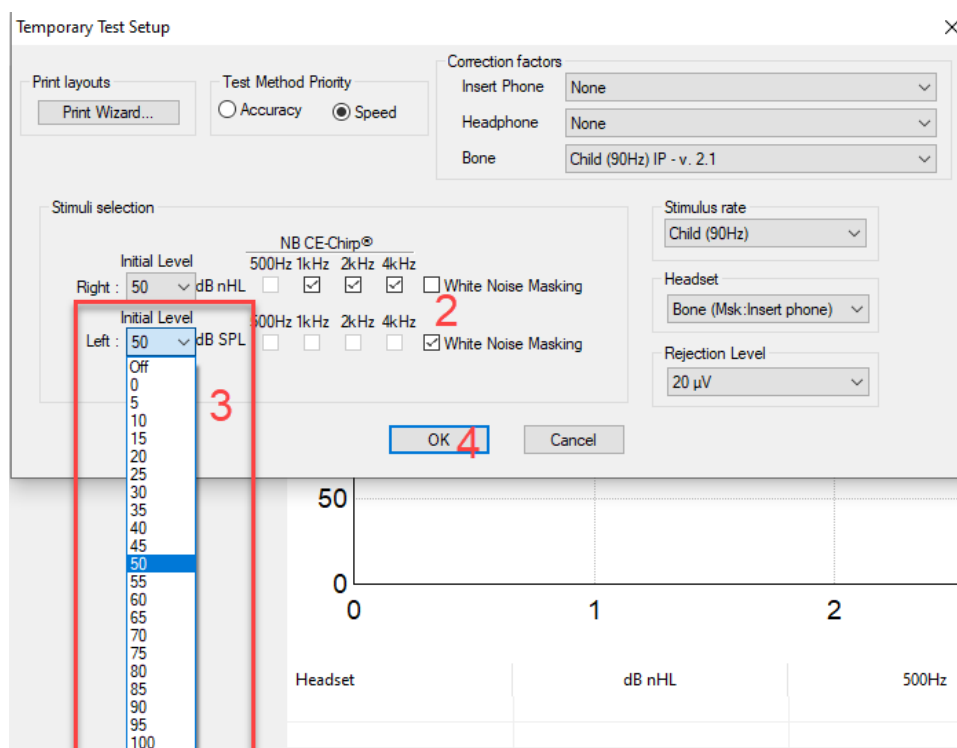 Temporary Test Setup
Print layouts
Print Wizard...
Test Method Priority
Accuracy
Speed
Correction factors
Insert Phone None
Headphone None
Bone Child (90Hz) IP - v. 2.1
Stimuli selection
NB CE-Chirp®
Initial Level 500Hz 1kHz 2kHz 4kHz
Right : 50 dB nHL White Noise Masking
2
Initial Level 500Hz 1kHz 2kHz 4kHz
Left : 50 dB SPL White Noise Masking
Stimulus rate
Child (90Hz)
Headset
Bone (Msk:Insert phone)
Rejection Level
20 µV
Off
0
5
3
10
15
20
25
30
35
40
45
50
55
60
65
70
75
80
85
90
95
100
OK 4 Cancel
50
0
0 1 2
Headset dB nHL 500Hz